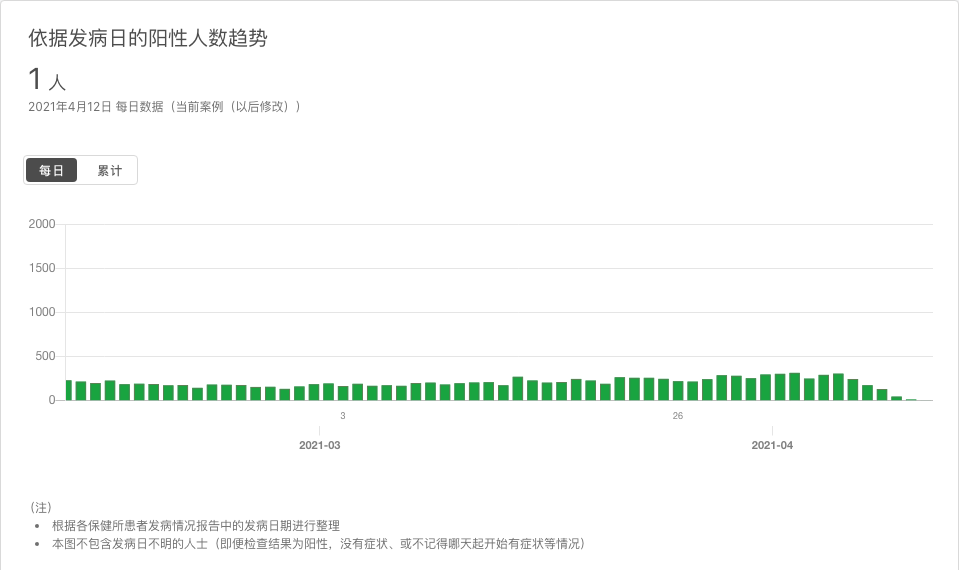 依据发病日的阳性人数趋势
1 人
2021年4月12日 每日数据（当前案例（以后修改））
每日 累计
2000
1500
1000
500
0
3 26
2021-03 2021-04
（注）
• 根据各保健所患者发病情况报告中的发病日期进行整理
• 本图不包含发病日不明的人士（即便检查结果为阳性，没有症状、或不记得哪天起开始有症状等情况）